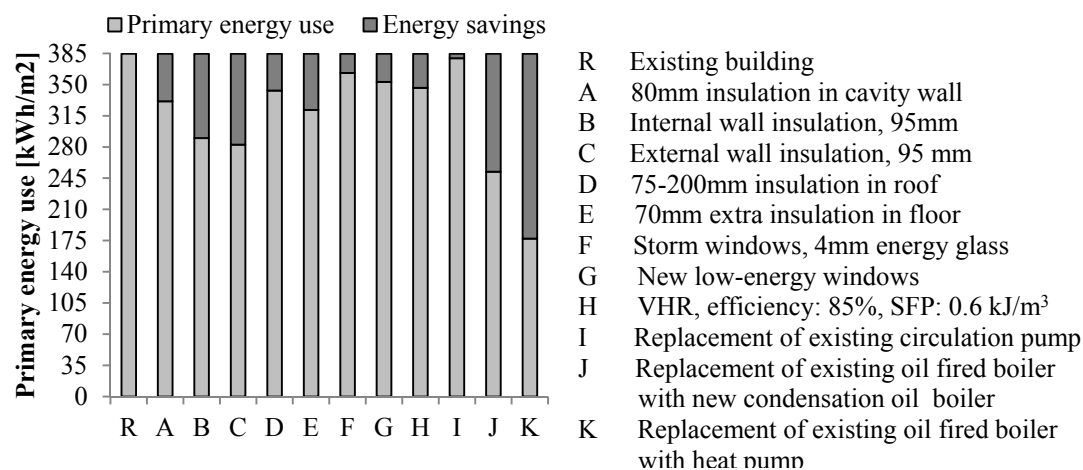 Primary energy use Energy savings
Primary energy use [kWh/m2]
385
350
315
280
245
210
175
140
105
70
35
0
R A B C D E F G H I J K
R Existing building
A 80mm insulation in cavity wall
B Internal wall insulation, 95mm
C External wall insulation, 95 mm
D 75-200mm insulation in roof
E 70mm extra insulation in floor
F Storm windows, 4mm energy glass
G New low-energy windows
H VHR, efficiency: 85%, SFP: 0.6 kJ/m³
I Replacement of existing circulation pump
J Replacement of existing oil fired boiler
with new condensation oil boiler
K Replacement of existing oil fired boiler
with heat pump